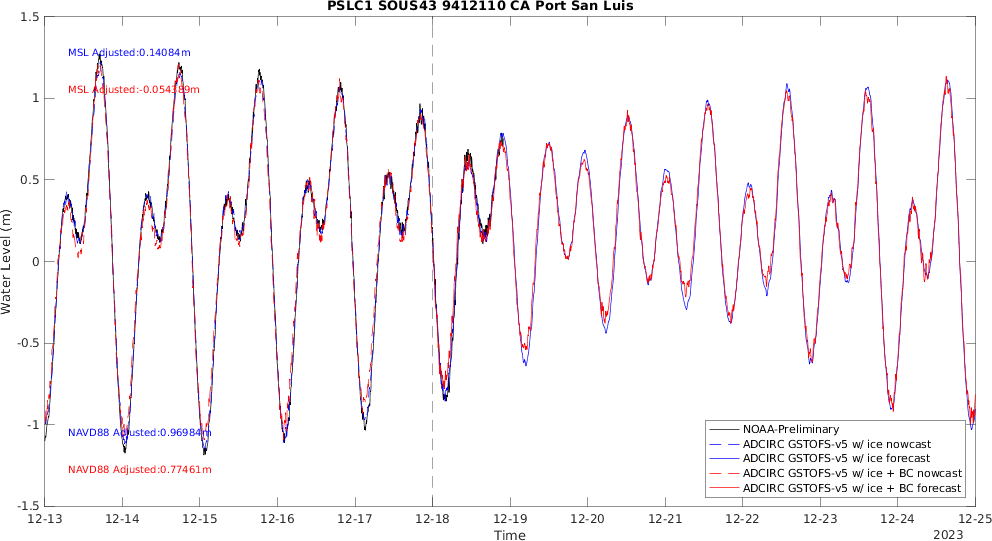 PSLC1 SOUS43 9412110 CA Port San Luis
1.5
1
0.5
0
-0.5
-1
-1.5
Water Level (m)
MSL Adjusted:0.14084m
MSL Adjusted:-0.054389m
NAVD88 Adjusted:0.96984m
NAVD88 Adjusted:0.77461m
NOAA-Preliminary
ADCIRC GSTOFS-v5 w/ ice nowcast
ADCIRC GSTOFS-v5 w/ ice forecast
ADCIRC GSTOFS-v5 w/ ice + BC nowcast
ADCIRC GSTOFS-v5 w/ ice + BC forecast
12-13 12-14 12-15 12-16 12-17 12-18 12-19 12-20 12-21 12-22 12-23 12-24 12-25
Time
2023